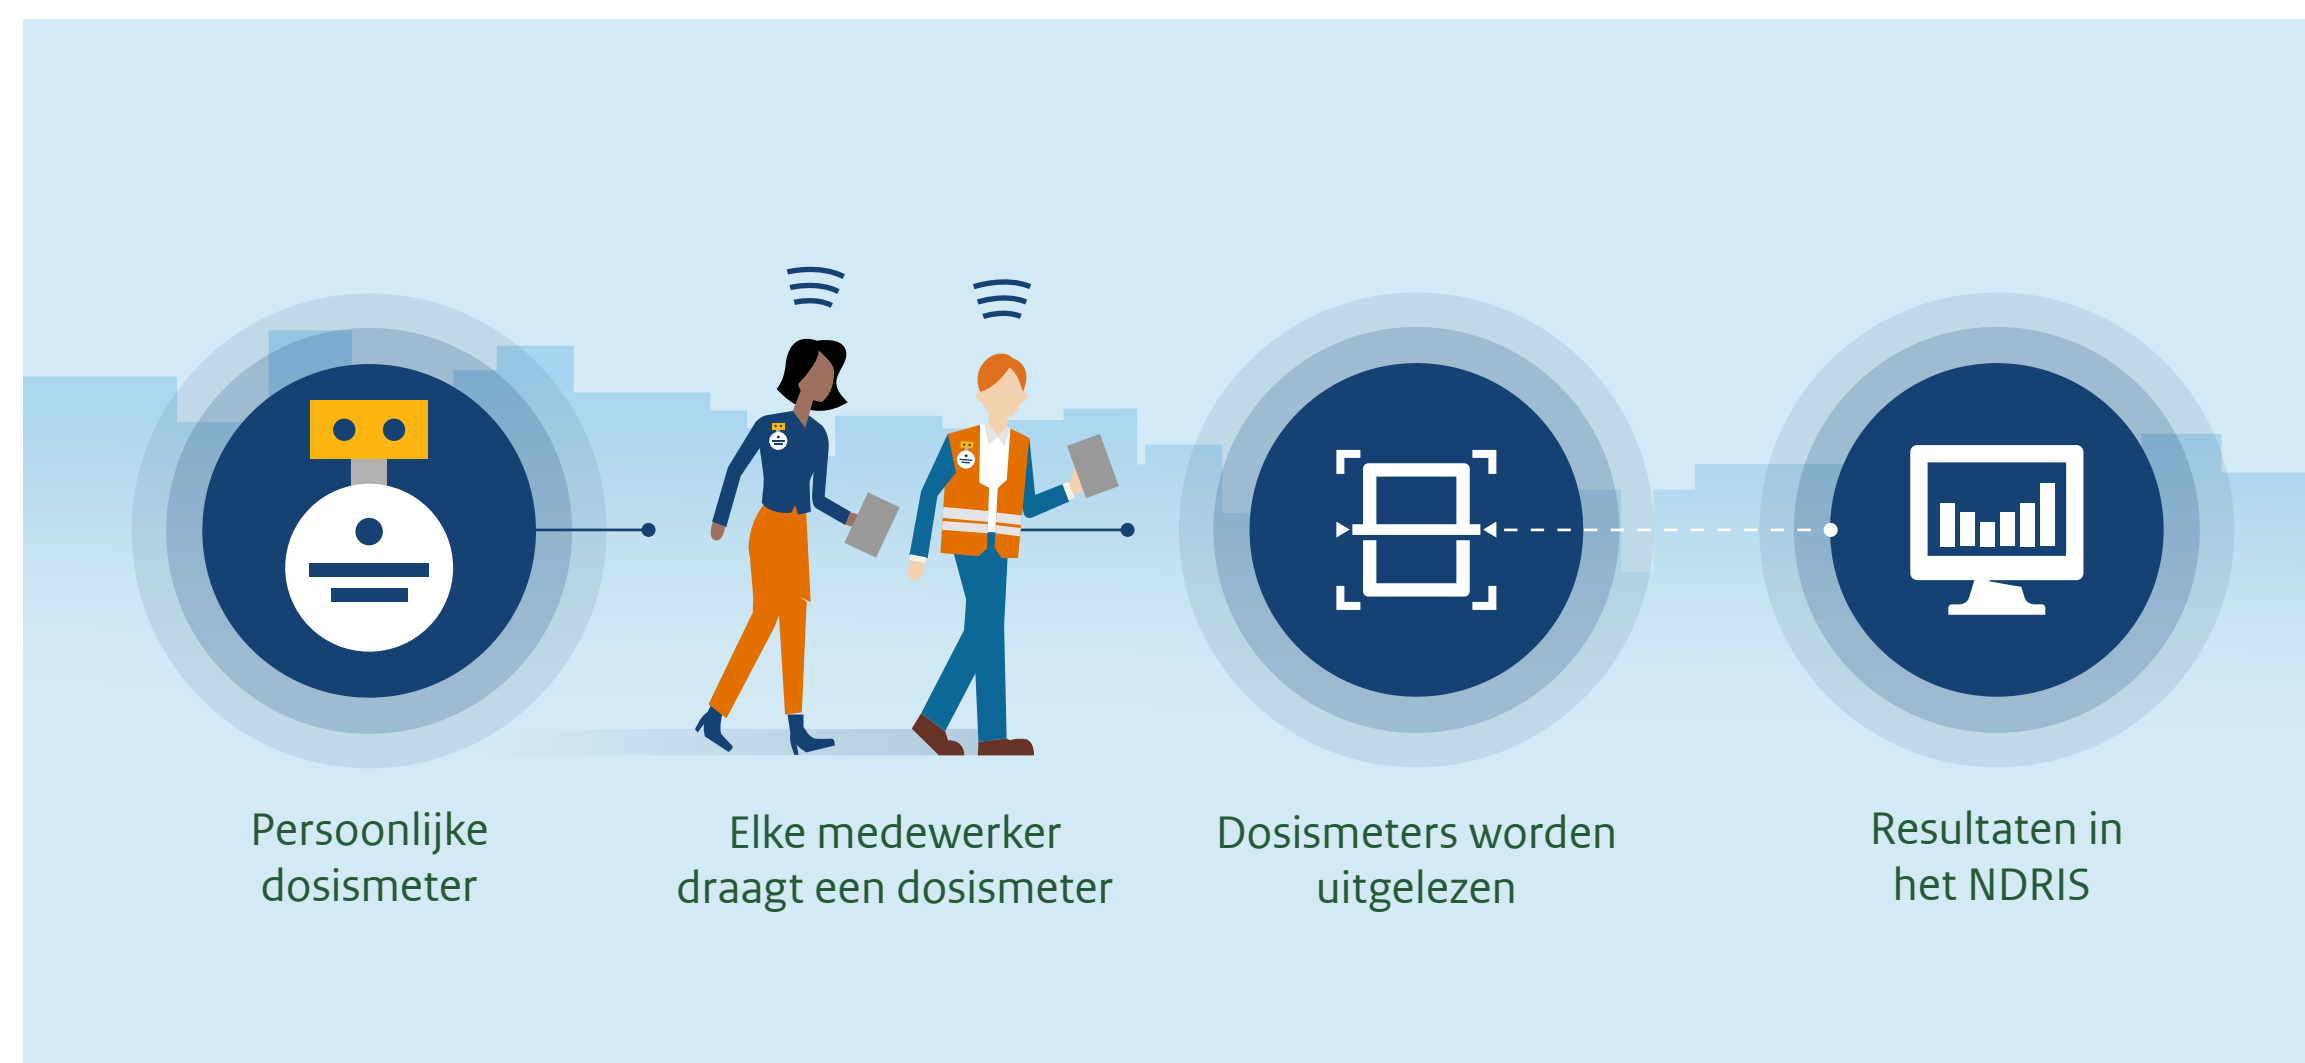 Persoonlijke
dosismeter
Elke medewerker
draagt een dosismeter
Dosismeters worden
uitgelezen
Resultaten in
het NDRIS